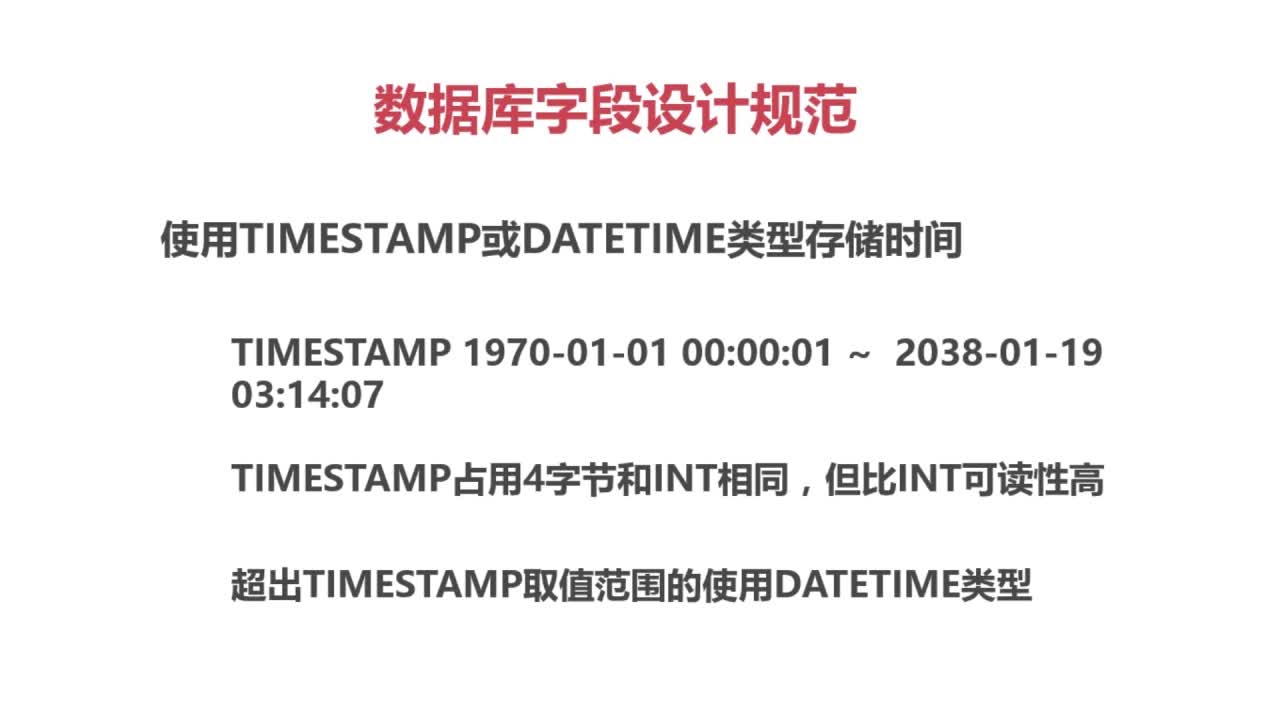 数据库字段设计规范
使用TIMESTAMP或DATETIME类型存储时间
TIMESTAMP 1970-01-01 00:00:01 ~ 2038-01-19
03:14:07
TIMESTAMP占用4字节和INT相同，但比INT可读性高
超出TIMESTAMP取值范围的使用DATETIME类型